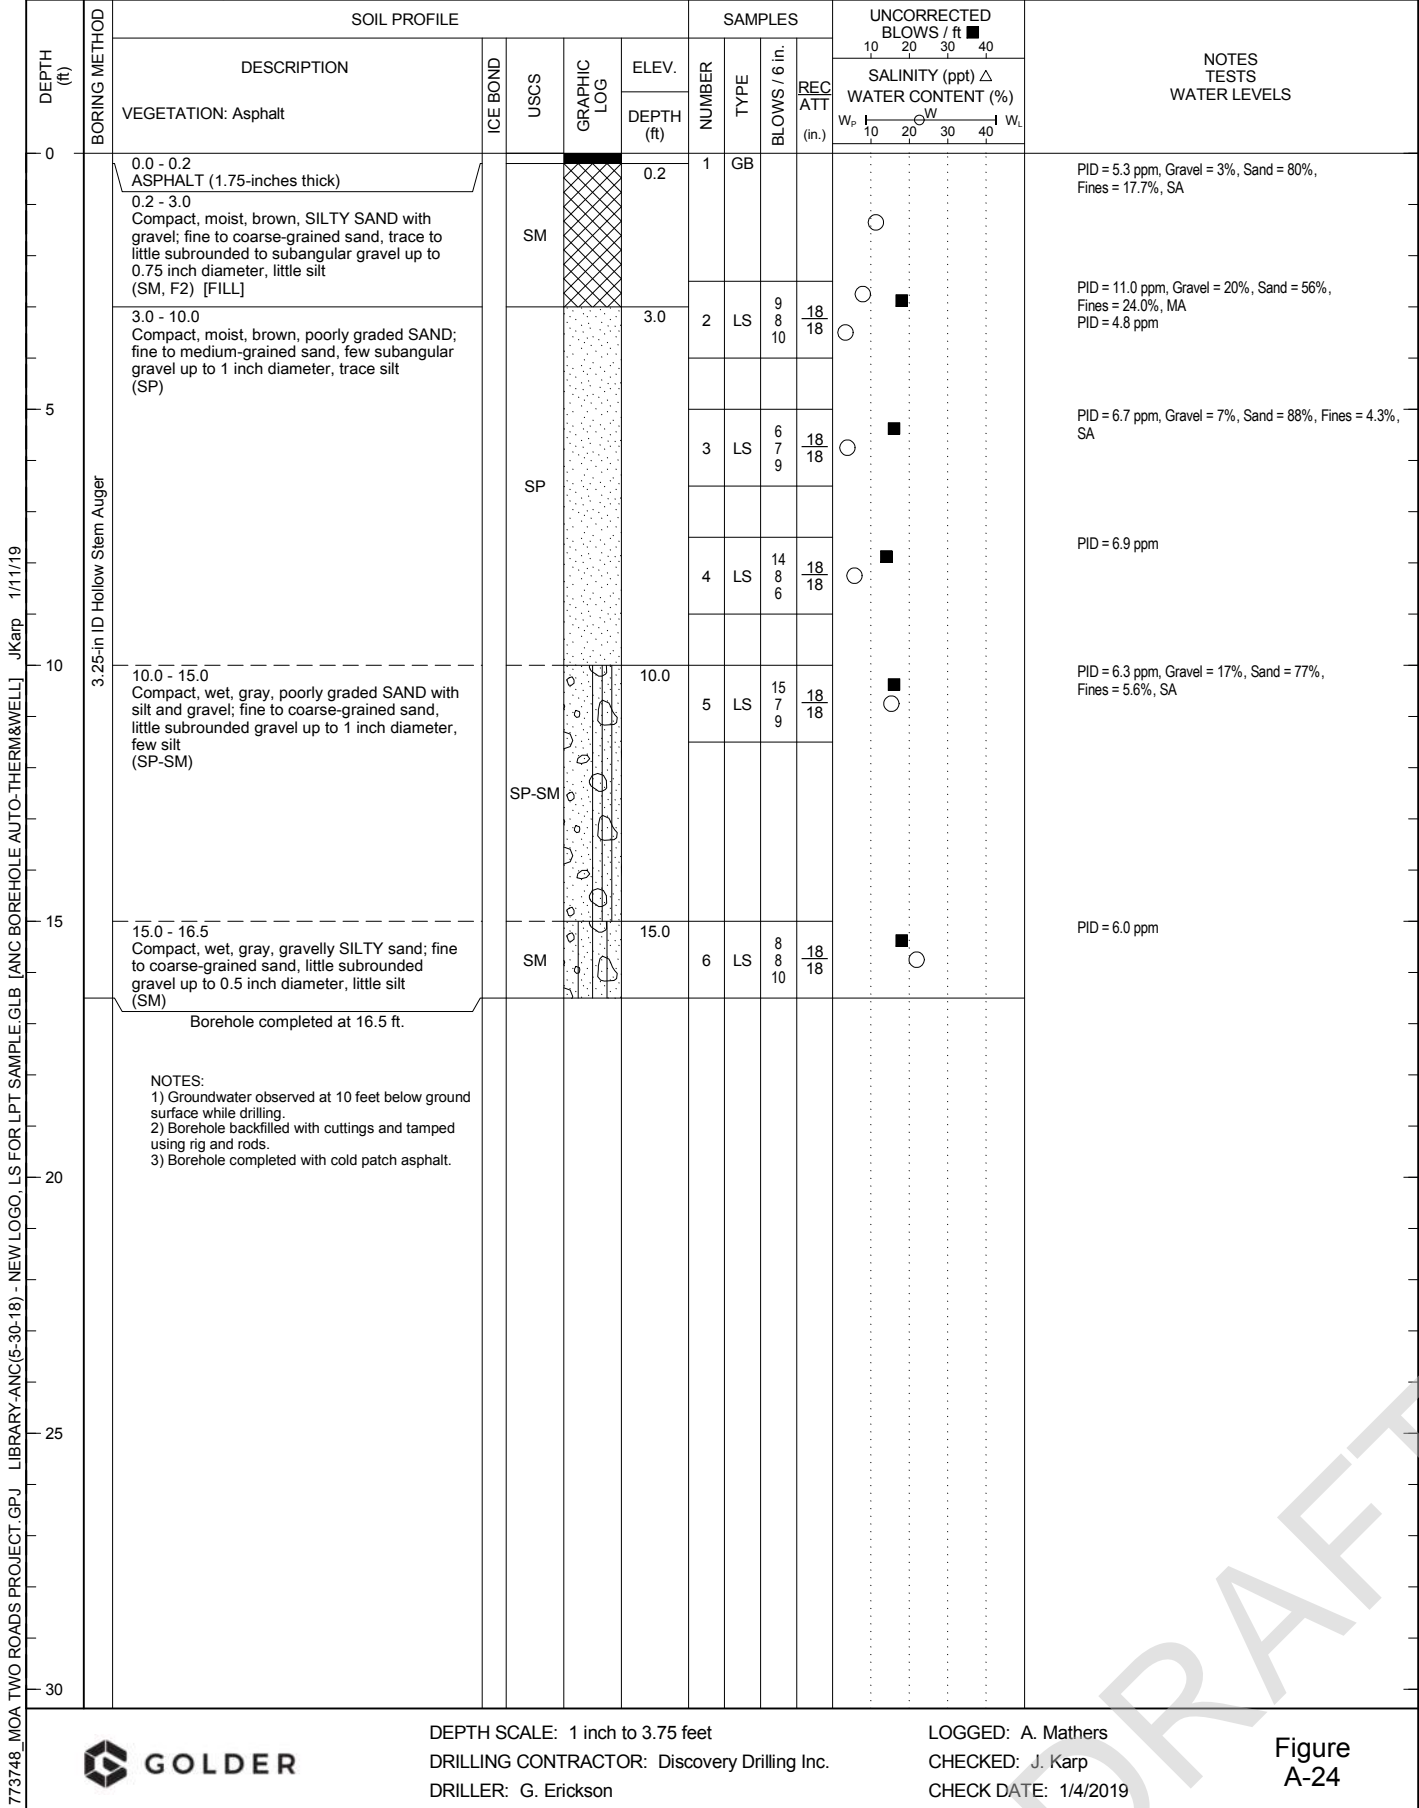 DEPTH
(ft)
BORING METHOD
SOIL PROFILE
DESCRIPTION
VEGETATION: Asphalt
ICE BOND
USCS
GRAPHIC
LOG
ELEV.
DEPTH
(ft)
SAMPLES
NUMBER
TYPE
BLOWS / 6 in.
REC
ATT
(in.)
UNCORRECTED
BLOWS / ft ■
10 20 30 40
SALINITY (ppt) △
WATER CONTENT (%)
WP W WL
10 20 30 40
NOTES
TESTS
WATER LEVELS
0
5
10
15
20
25
30
3.25-in ID Hollow Stem Auger
0.0 - 0.2
ASPHALT (1.75-inches thick)
0.2 - 3.0
Compact, moist, brown, SILTY SAND with
gravel; fine to coarse-grained sand, trace to
little subrounded to subangular gravel up to
0.75 inch diameter, little silt
(SM, F2) [FILL]
SM
0.2
1 GB
PID = 5.3 ppm, Gravel = 3%, Sand = 80%,
Fines = 17.7%, SA
3.0 - 10.0
Compact, moist, brown, poorly graded SAND;
fine to medium-grained sand, few subangular
gravel up to 1 inch diameter, trace silt
(SP)
SP
3.0
2 LS
9
8
10
18
18
PID = 11.0 ppm, Gravel = 20%, Sand = 56%,
Fines = 24.0%, MA
PID = 4.8 ppm
3 LS
6
7
9
18
18
PID = 6.7 ppm, Gravel = 7%, Sand = 88%, Fines = 4.3%,
SA
4 LS
14
8
6
18
18
PID = 6.9 ppm
10.0 - 15.0
Compact, wet, gray, poorly graded SAND with
silt and gravel; fine to coarse-grained sand,
little subrounded gravel up to 1 inch diameter,
few silt
(SP-SM)
SP-SM
10.0
5 LS
15
7
9
18
18
PID = 6.3 ppm, Gravel = 17%, Sand = 77%,
Fines = 5.6%, SA
15.0 - 16.5
Compact, wet, gray, gravelly SILTY sand; fine
to coarse-grained sand, little subrounded
gravel up to 0.5 inch diameter, little silt
(SM)
SM
15.0
6 LS
8
8
10
18
18
PID = 6.0 ppm
Borehole completed at 16.5 ft.
NOTES:
1) Groundwater observed at 10 feet below ground
surface while drilling.
2) Borehole backfilled with cuttings and tamped
using rig and rods.
3) Borehole completed with cold patch asphalt.
773748_MOA TWO ROADS PROJECT.GPJ LIBRARY-ANC(5-30-18) - NEW LOGO, LS FOR LPT SAMPLE.GLB [ANC BOREHOLE AUTO-THERM&WELL] JKarp 1/11/19
DRAFT
GOLDER
DEPTH SCALE: 1 inch to 3.75 feet
DRILLING CONTRACTOR: Discovery Drilling Inc.
DRILLER: G. Erickson
LOGGED: A. Mathers
CHECKED: J. Karp
CHECK DATE: 1/4/2019
Figure
A-24